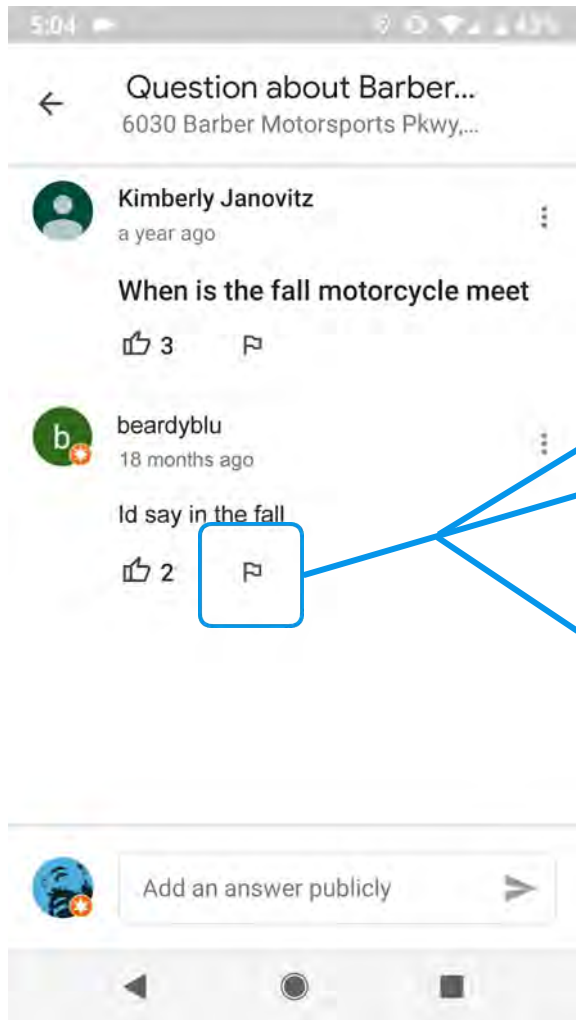 5:04
43%
Question about Barber...
6030 Barber Motorsports Pkwy,...
Kimberly Janovitz
a year ago
When is the fall motorcycle meet
3
b
beardyblu
18 months ago
Id say in the fall
2
Add an answer publicly